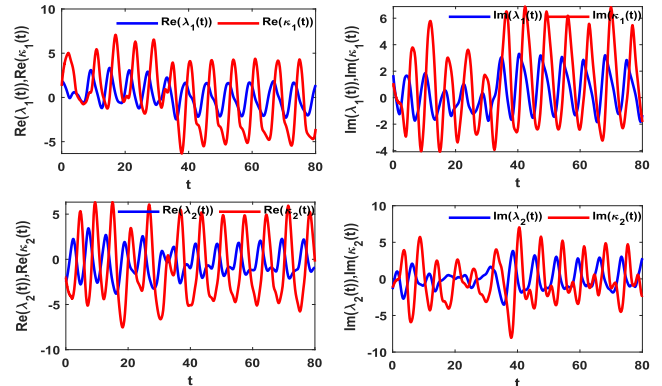 Re(λ₁(t)) Re(κ₁(t))
Re(λ₁(t)),Re(κ₁(t))
5
0
-5
0 20 40 60 80
t
Im(λ₁(t)) Im(κ₁(t))
Im(λ₁(t)),Im(κ₁(t))
6
4
2
0
-2
-4
0 20 40 60 80
t
Re(λ₂(t)) Re(κ₂(t))
Re(λ₂(t)),Re(κ₂(t))
5
0
-5
-10
0 20 40 60 80
t
Im(λ₂(t)) Im(κ₂(t))
Im(λ₂(t)),Im(κ₂(t))
10
5
0
-5
-10
0 20 40 60 80
t